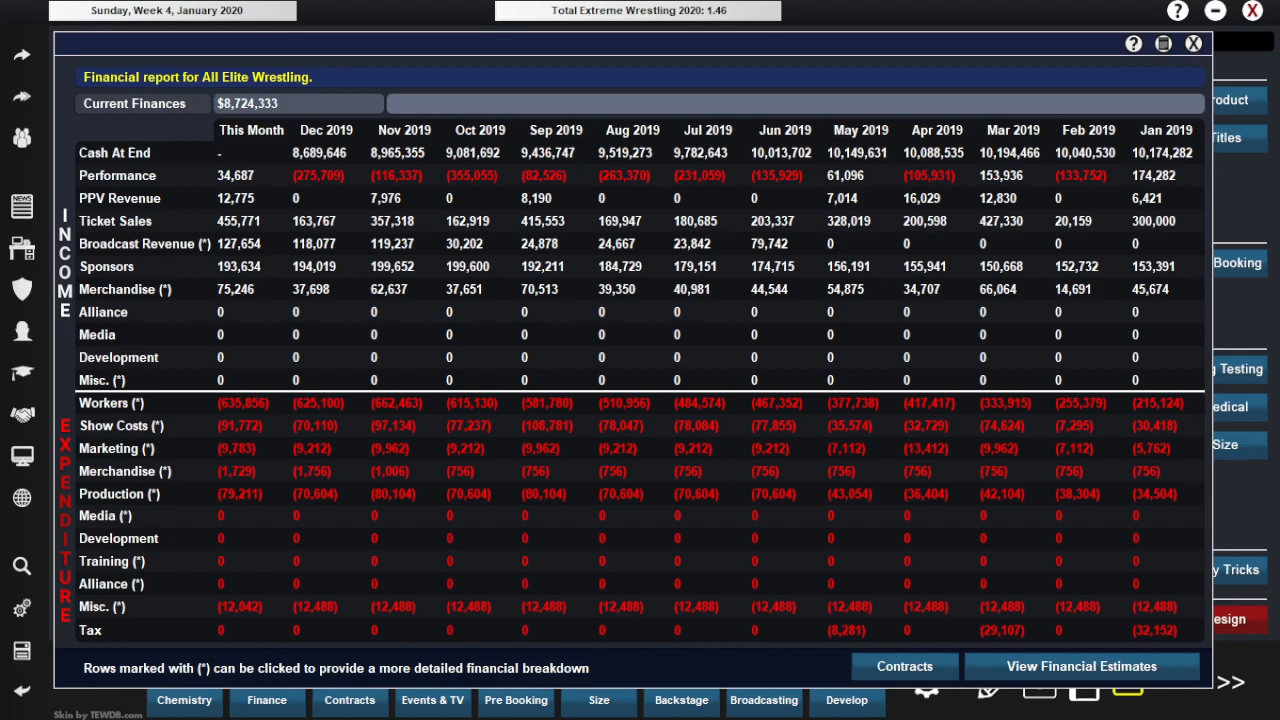 Sunday, Week 4, January 2020
Total Extreme Wrestling 2020: 1.46
? X
? X
Financial report for All Elite Wrestling.
Current Finances $8,724,333
This Month Dec 2019 Nov 2019 Oct 2019 Sep 2019 Aug 2019 Jul 2019 Jun 2019 May 2019 Apr 2019 Mar 2019 Feb 2019 Jan 2019
INCOME
Cash At End - 8,689,646 8,965,355 9,081,692 9,436,747 9,519,273 9,782,643 10,013,702 10,149,631 10,088,535 10,194,466 10,040,530 10,174,282
Performance 34,687 (275,709) (116,337) (355,055) (82,526) (263,370) (231,059) (135,929) 61,096 (105,931) 153,936 (133,752) 174,282
PPV Revenue 12,775 0 7,976 0 8,190 0 0 0 7,014 16,029 12,830 0 6,421
Ticket Sales 455,771 163,767 357,318 162,919 415,553 169,947 180,685 203,337 328,019 200,598 427,330 20,159 300,000
Broadcast Revenue (*) 127,654 118,077 119,237 30,202 24,878 24,667 23,842 79,742 0 0 0 0 0
Sponsors 193,634 194,019 199,652 199,600 192,211 184,729 179,151 174,715 156,191 155,941 150,668 152,732 153,391
Merchandise (*) 75,246 37,698 62,637 37,651 70,513 39,350 40,981 44,544 54,875 34,707 66,064 14,691 45,674
Alliance 0 0 0 0 0 0 0 0 0 0 0 0 0
Media 0 0 0 0 0 0 0 0 0 0 0 0 0
Development 0 0 0 0 0 0 0 0 0 0 0 0 0
Misc. (*) 0 0 0 0 0 0 0 0 0 0 0 0 0
EXPENDITURE
Workers (*) (635,856) (625,100) (662,463) (615,130) (581,780) (510,956) (484,574) (467,352) (377,738) (417,417) (333,915) (255,379) (215,124)
Show Costs (*) (91,772) (70,110) (97,134) (77,237) (108,781) (78,047) (78,084) (77,855) (35,574) (32,729) (74,624) (7,295) (30,418)
Marketing (*) (9,783) (9,212) (9,962) (9,212) (9,962) (9,212) (9,212) (9,212) (7,112) (13,412) (9,962) (7,112) (5,762)
Merchandise (*) (1,729) (1,756) (1,006) (756) (756) (756) (756) (756) (756) (756) (756) (756) (756)
Production (*) (79,211) (70,604) (80,104) (70,604) (80,104) (70,604) (70,604) (70,604) (43,054) (36,404) (42,104) (38,304) (34,504)
Media (*) 0 0 0 0 0 0 0 0 0 0 0 0 0
Development 0 0 0 0 0 0 0 0 0 0 0 0 0
Training (*) 0 0 0 0 0 0 0 0 0 0 0 0 0
Alliance (*) 0 0 0 0 0 0 0 0 0 0 0 0 0
Misc. (*) (12,042) (12,488) (12,488) (12,488) (12,488) (12,488) (12,488) (12,488) (12,488) (12,488) (12,488) (12,488) (12,488)
Tax 0 0 0 0 0 0 0 0 (8,281) 0 (29,107) 0 (32,152)
Rows marked with (*) can be clicked to provide a more detailed financial breakdown
Contracts
View Financial Estimates
NEWS
roduct
Titles
Booking
g Testing
edical
Size
y Tricks
esign
>>
Chemistry
Finance
Contracts
Events & TV
Pre Booking
Size
Backstage
Broadcasting
Develop
Skin by TEWDB.com